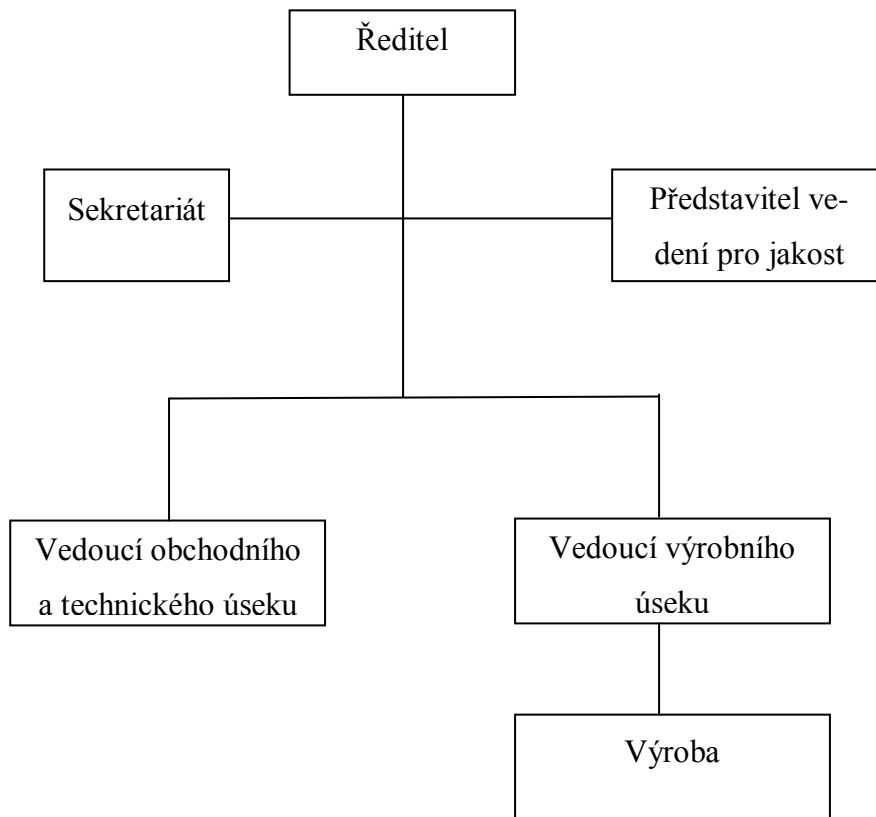 Ředitel
Sekretariát
Představitel ve-
dení pro jakost
Vedoucí obchodního
a technického úseku
Vedoucí výrobního
úseku
Výroba